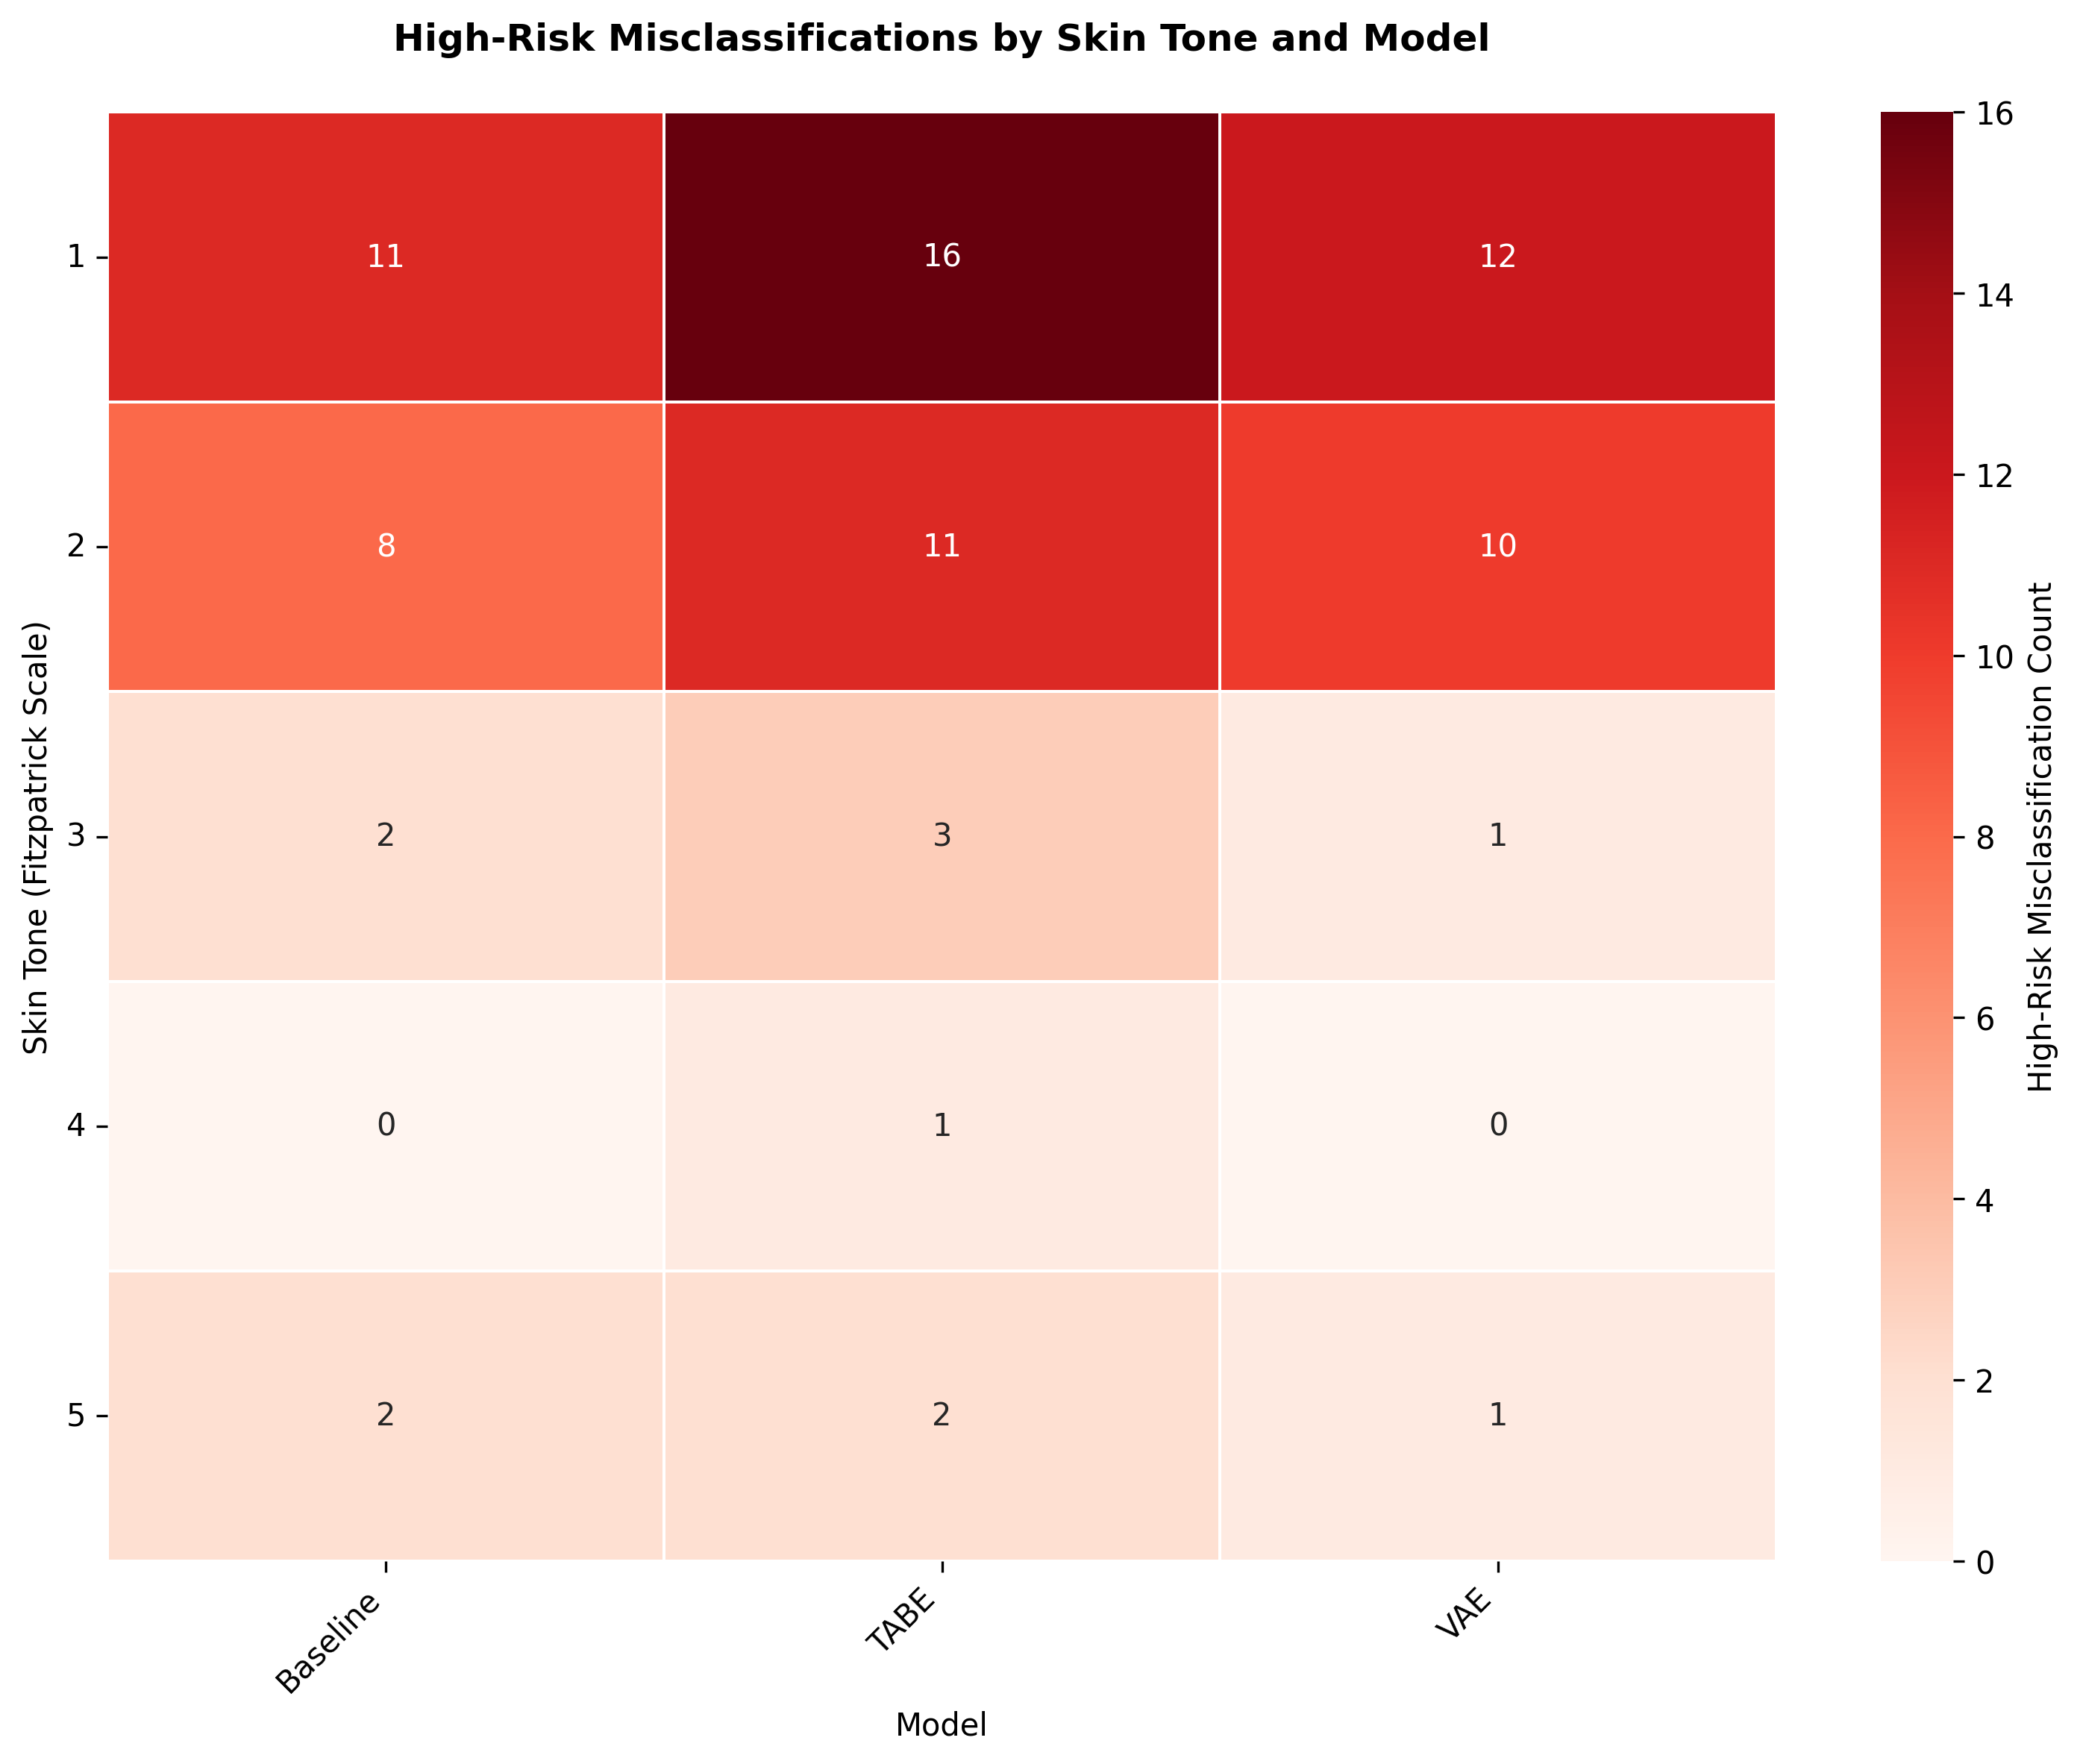 High-Risk Misclassifications by Skin Tone and Model
Skin Tone (Fitzpatrick Scale)
1 11 16 12
2 8 11 10
3 2 3 1
4 0 1 0
5 2 2 1
Baseline TABE VAE
Model
16
14
12
10
8
6
4
2
0
High-Risk Misclassification Count